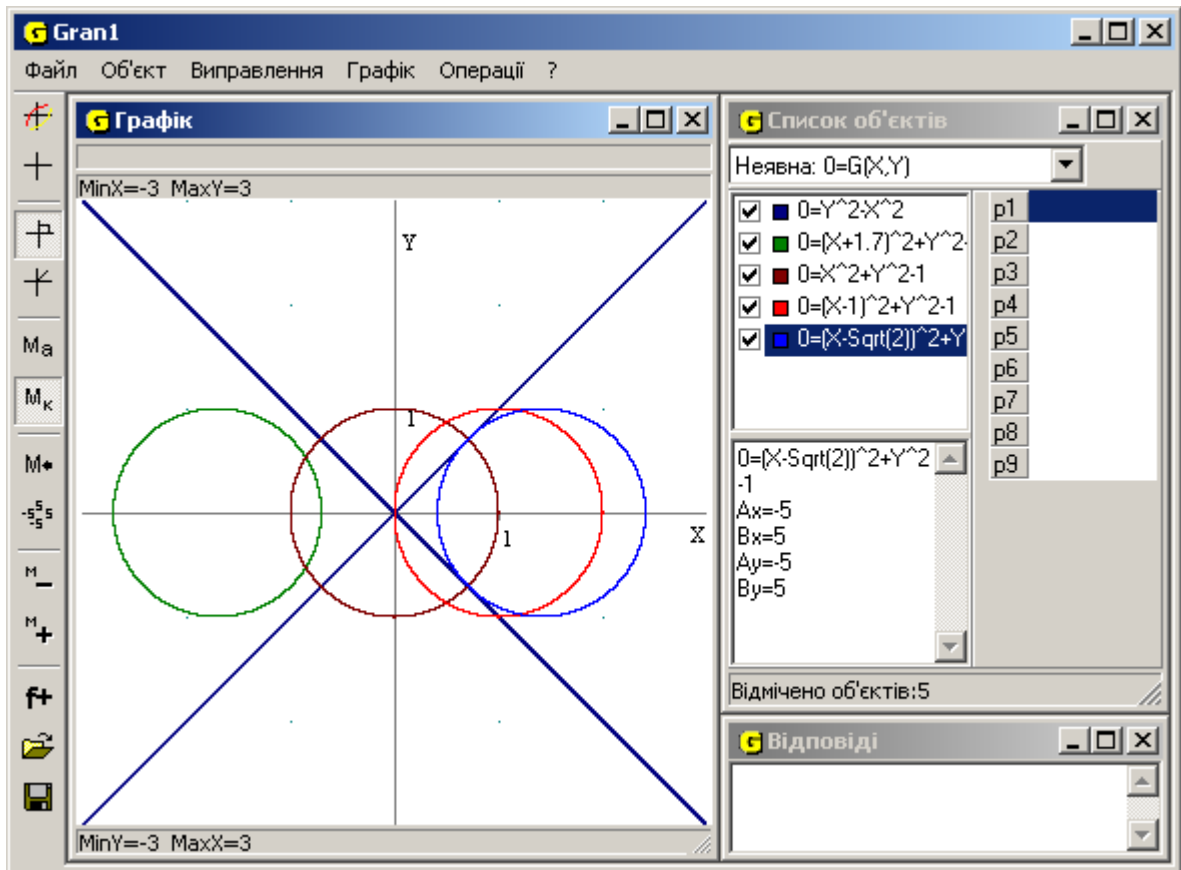 Gran1
Файл Об'єкт Виправлення Графік Операції ?
Графік
MinX=-3 MaxY=3
Y
1
1
X
MinY=-3 MaxX=3
Ma
Mк
M
-s s s s
M
M
f+
Список об'єктів
Неявна: 0=G(X,Y)
0=Y^2-X^2
0=(X+1.7)^2+Y^2-
0=X^2+Y^2-1
0=(X-1)^2+Y^2-1
0=(X-Sqrt(2))^2+Y
p1
p2
p3
p4
p5
p6
p7
p8
p9
0=(X-Sqrt(2))^2+Y^2
-1
Ax=-5
Bx=5
Ay=-5
By=5
Відмічено об'єктів:5
Відповіді